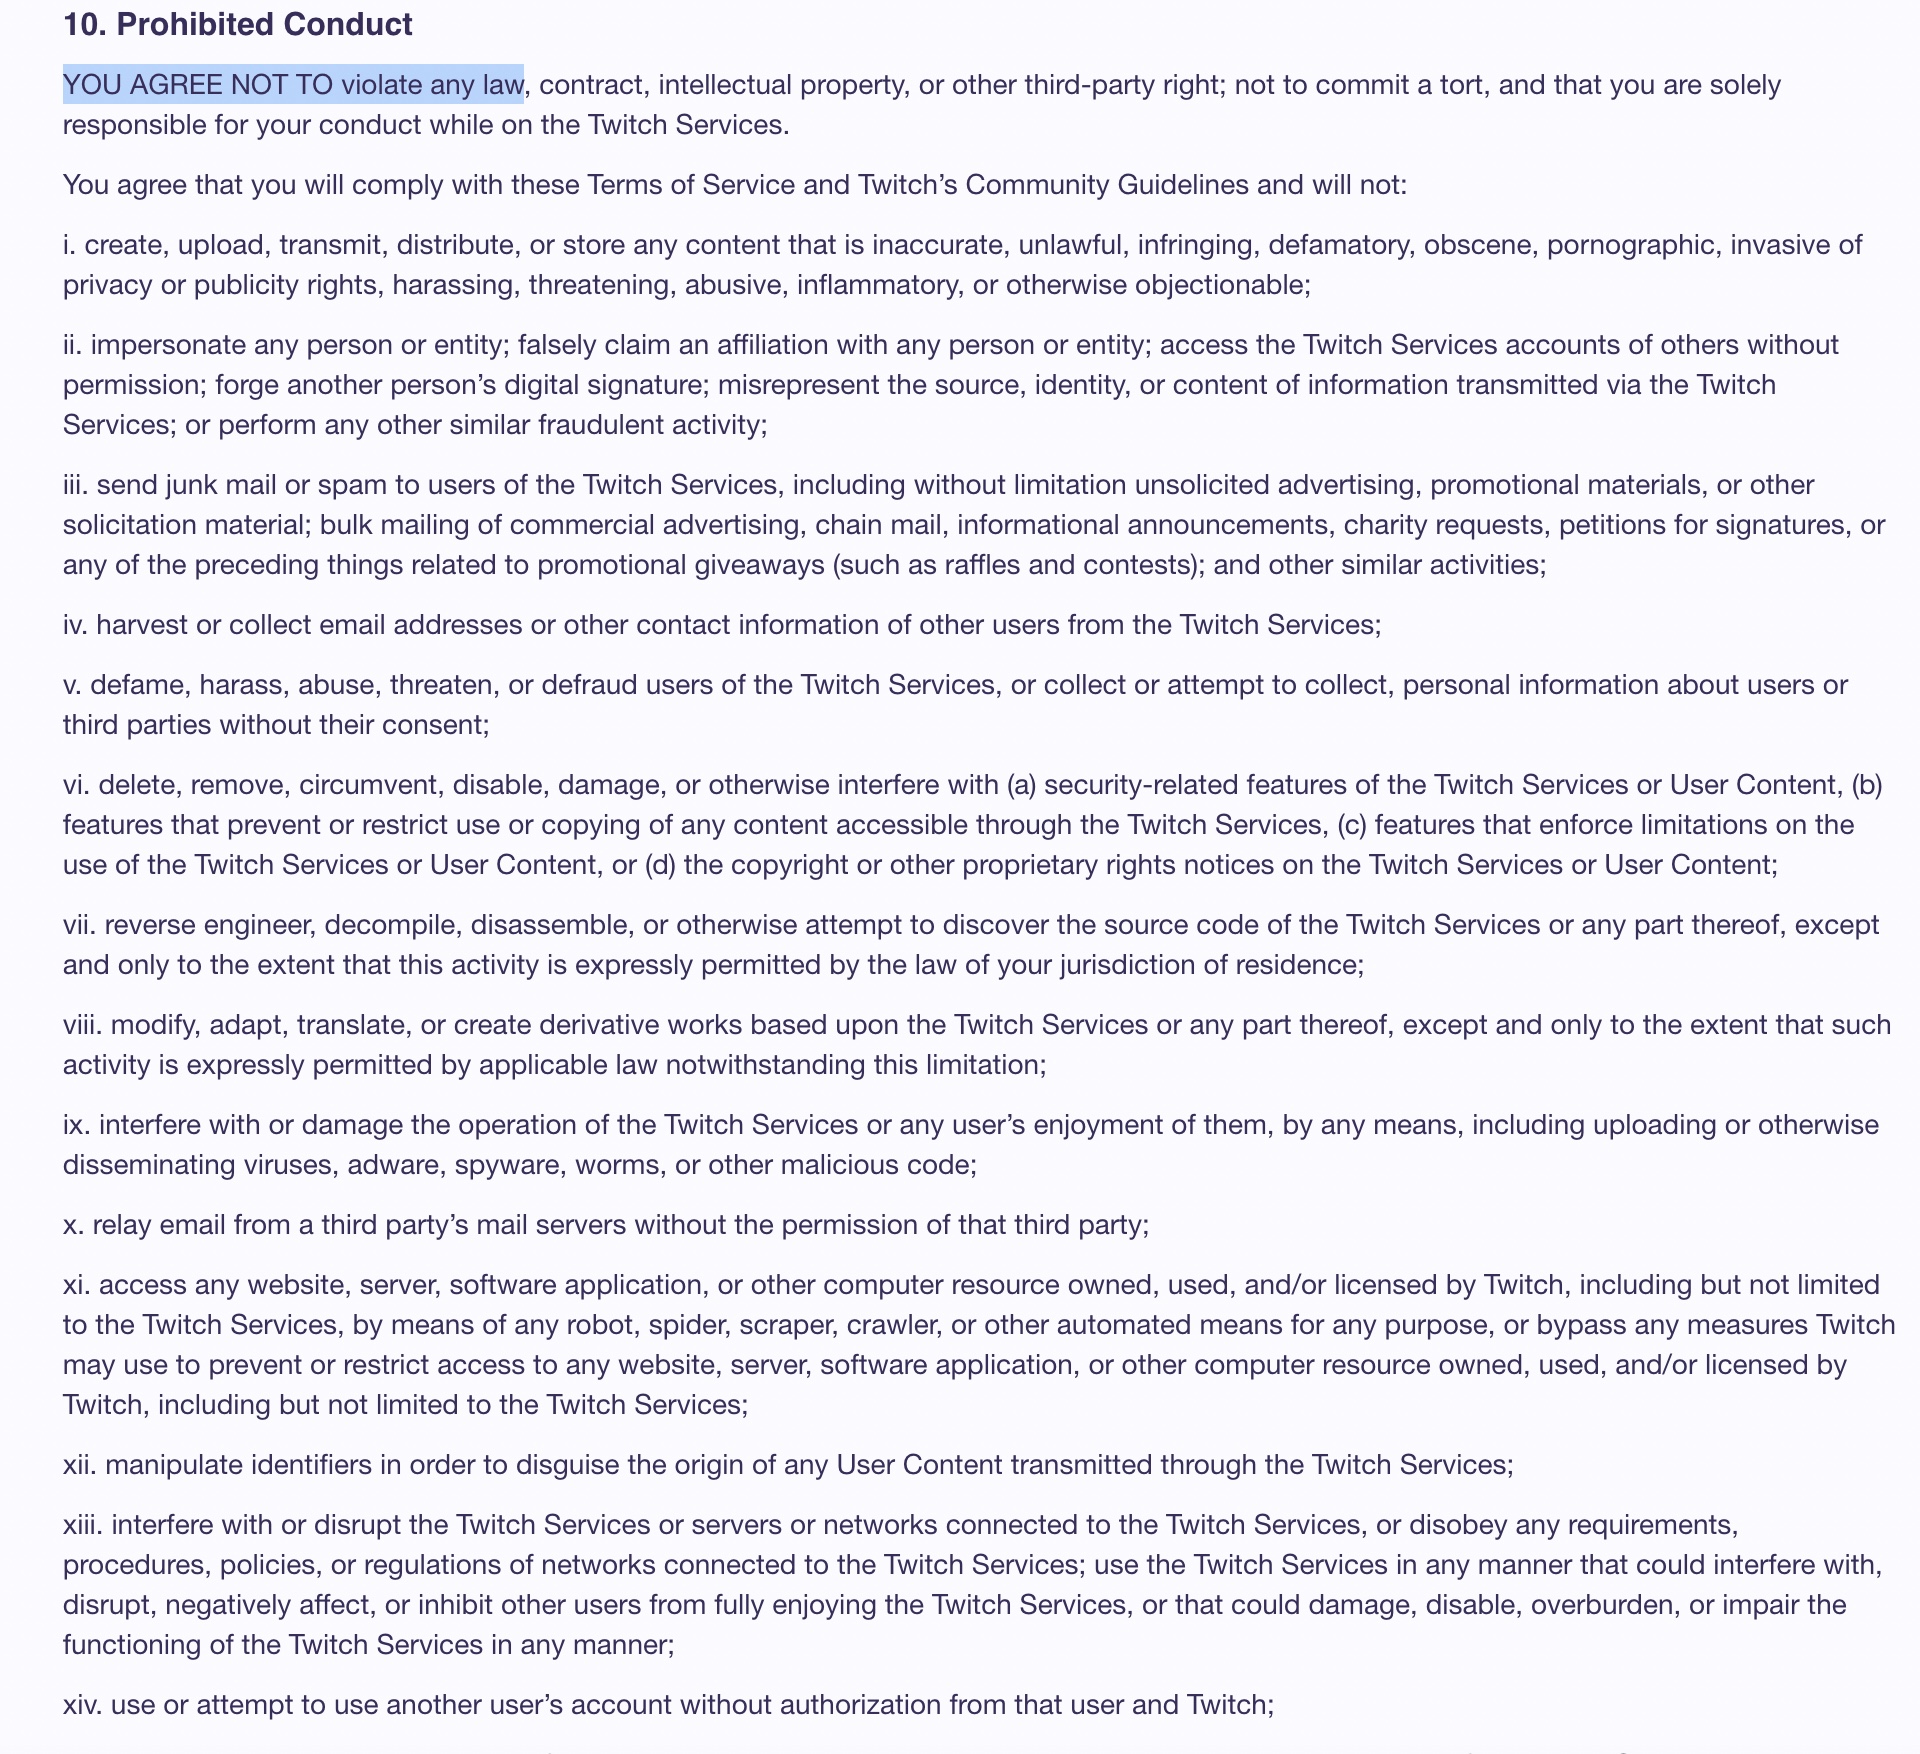 10. Prohibited Conduct
YOU AGREE NOT TO violate any law, contract, intellectual property, or other third-party right; not to commit a tort, and that you are solely
responsible for your conduct while on the Twitch Services.
You agree that you will comply with these Terms of Service and Twitch’s Community Guidelines and will not:
i. create, upload, transmit, distribute, or store any content that is inaccurate, unlawful, infringing, defamatory, obscene, pornographic, invasive of
privacy or publicity rights, harassing, threatening, abusive, inflammatory, or otherwise objectionable;
ii. impersonate any person or entity; falsely claim an affiliation with any person or entity; access the Twitch Services accounts of others without
permission; forge another person’s digital signature; misrepresent the source, identity, or content of information transmitted via the Twitch
Services; or perform any other similar fraudulent activity;
iii. send junk mail or spam to users of the Twitch Services, including without limitation unsolicited advertising, promotional materials, or other
solicitation material; bulk mailing of commercial advertising, chain mail, informational announcements, charity requests, petitions for signatures, or
any of the preceding things related to promotional giveaways (such as raffles and contests); and other similar activities;
iv. harvest or collect email addresses or other contact information of other users from the Twitch Services;
v. defame, harass, abuse, threaten, or defraud users of the Twitch Services, or collect or attempt to collect, personal information about users or
third parties without their consent;
vi. delete, remove, circumvent, disable, damage, or otherwise interfere with (a) security-related features of the Twitch Services or User Content, (b)
features that prevent or restrict use or copying of any content accessible through the Twitch Services, (c) features that enforce limitations on the
use of the Twitch Services or User Content, or (d) the copyright or other proprietary rights notices on the Twitch Services or User Content;
vii. reverse engineer, decompile, disassemble, or otherwise attempt to discover the source code of the Twitch Services or any part thereof, except
and only to the extent that this activity is expressly permitted by the law of your jurisdiction of residence;
viii. modify, adapt, translate, or create derivative works based upon the Twitch Services or any part thereof, except and only to the extent that such
activity is expressly permitted by applicable law notwithstanding this limitation;
ix. interfere with or damage the operation of the Twitch Services or any user’s enjoyment of them, by any means, including uploading or otherwise
disseminating viruses, adware, spyware, worms, or other malicious code;
x. relay email from a third party’s mail servers without the permission of that third party;
xi. access any website, server, software application, or other computer resource owned, used, and/or licensed by Twitch, including but not limited
to the Twitch Services, by means of any robot, spider, scraper, crawler, or other automated means for any purpose, or bypass any measures Twitch
may use to prevent or restrict access to any website, server, software application, or other computer resource owned, used, and/or licensed by
Twitch, including but not limited to the Twitch Services;
xii. manipulate identifiers in order to disguise the origin of any User Content transmitted through the Twitch Services;
xiii. interfere with or disrupt the Twitch Services or servers or networks connected to the Twitch Services, or disobey any requirements,
procedures, policies, or regulations of networks connected to the Twitch Services; use the Twitch Services in any manner that could interfere with,
disrupt, negatively affect, or inhibit other users from fully enjoying the Twitch Services, or that could damage, disable, overburden, or impair the
functioning of the Twitch Services in any manner;
xiv. use or attempt to use another user’s account without authorization from that user and Twitch;